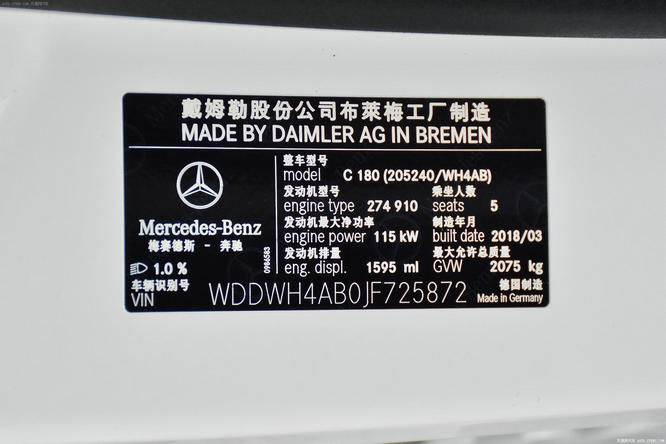 戴姆勒股份公司布萊梅工厂制造
MADE BY DAIMLER AG IN BREMEN
整车型号
model C 180 (205240/WH4AB)
发动机型号 乘坐人数
engine type 274 910 seats 5
发动机最大净功率 制造年月
engine power 115 kW built date 2018/03
发动机排量 最大允许总质量
eng. displ. 1595 ml GVW 2075 kg
Mercedes-Benz
梅赛德斯 - 奔驰
0986583
1.0 %
车辆识别号
VIN WDDWH4AB0JF725872
德国制造
Made in Germany